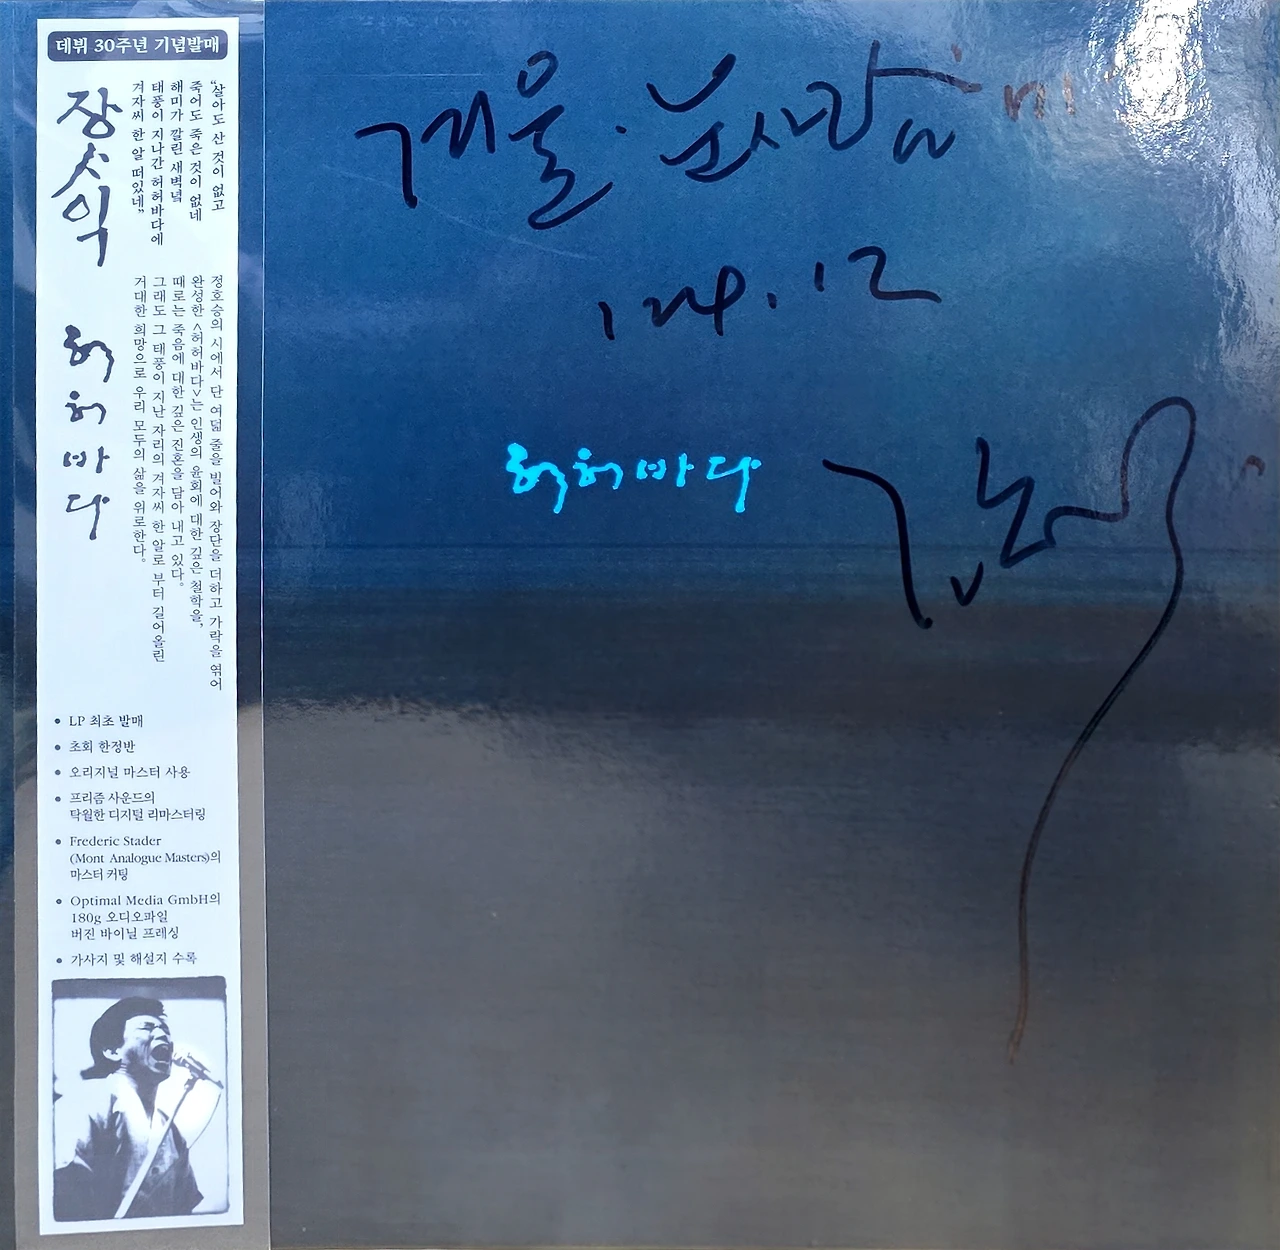 데뷔 30주년 기념발매
“살아도 산 것이 없고
죽어도 죽은 것이 없네
해미가 깔린 새벽녘
태풍이 지나간 허허바다에
겨자씨 한 알 떠있네”
장사익
허허바다
정호승의 시에서 단 여덟 줄을 빌어와 장단을 더하고 가락을 엮어
완성한 <허허바다>는 인생의 윤회에 대한 깊은 철학을,
때로는 죽음에 대한 깊은 진혼을 담아 내고 있다.
그래도 그 태풍이 지난 자리의 겨자씨 한 알로 부터 길어올린
거대한 희망으로 우리 모두의 삶을 위로한다.
• LP 최초 발매
• 초회 한정반
• 오리지널 마스터 사용
• 프리즘 사운드의
탁월한 디지털 리마스터링
• Frederic Stader
(Mont Analogue Masters)의
마스터 커팅
• Optimal Media GmbH의
180g 오디오파일
버진 바이닐 프레싱
• 가사지 및 해설지 수록
겨울. 눈사람
'24.12
허허바다